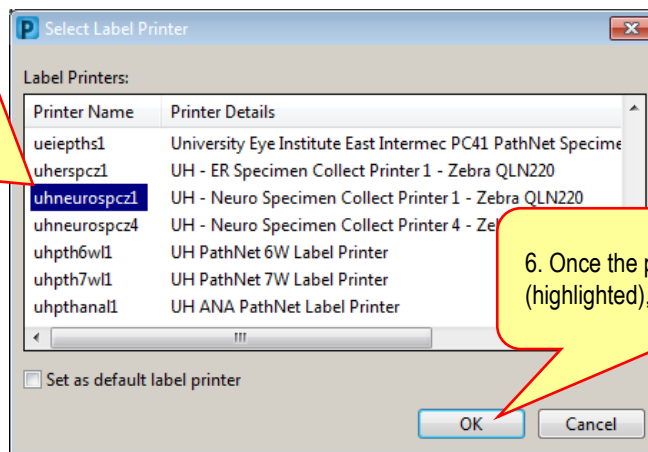 P Select Label Printer
Label Printers:
Printer Name Printer Details
ueiepths1 University Eye Institute East Intermec PC41 PathNet Specime
uherspcz1 UH - ER Specimen Collect Printer 1 - Zebra QLN220
uhneurospcz1 UH - Neuro Specimen Collect Printer 1 - Zebra QLN220
uhneurospcz4 UH - Neuro Specimen Collect Printer 4 - Ze
uhpth6wl1 UH PathNet 6W Label Printer
uhpth7wl1 UH PathNet 7W Label Printer
uhpthanal1 UH ANA PathNet Label Printer
6. Once the p
(highlighted),
Set as default label printer
OK Cancel